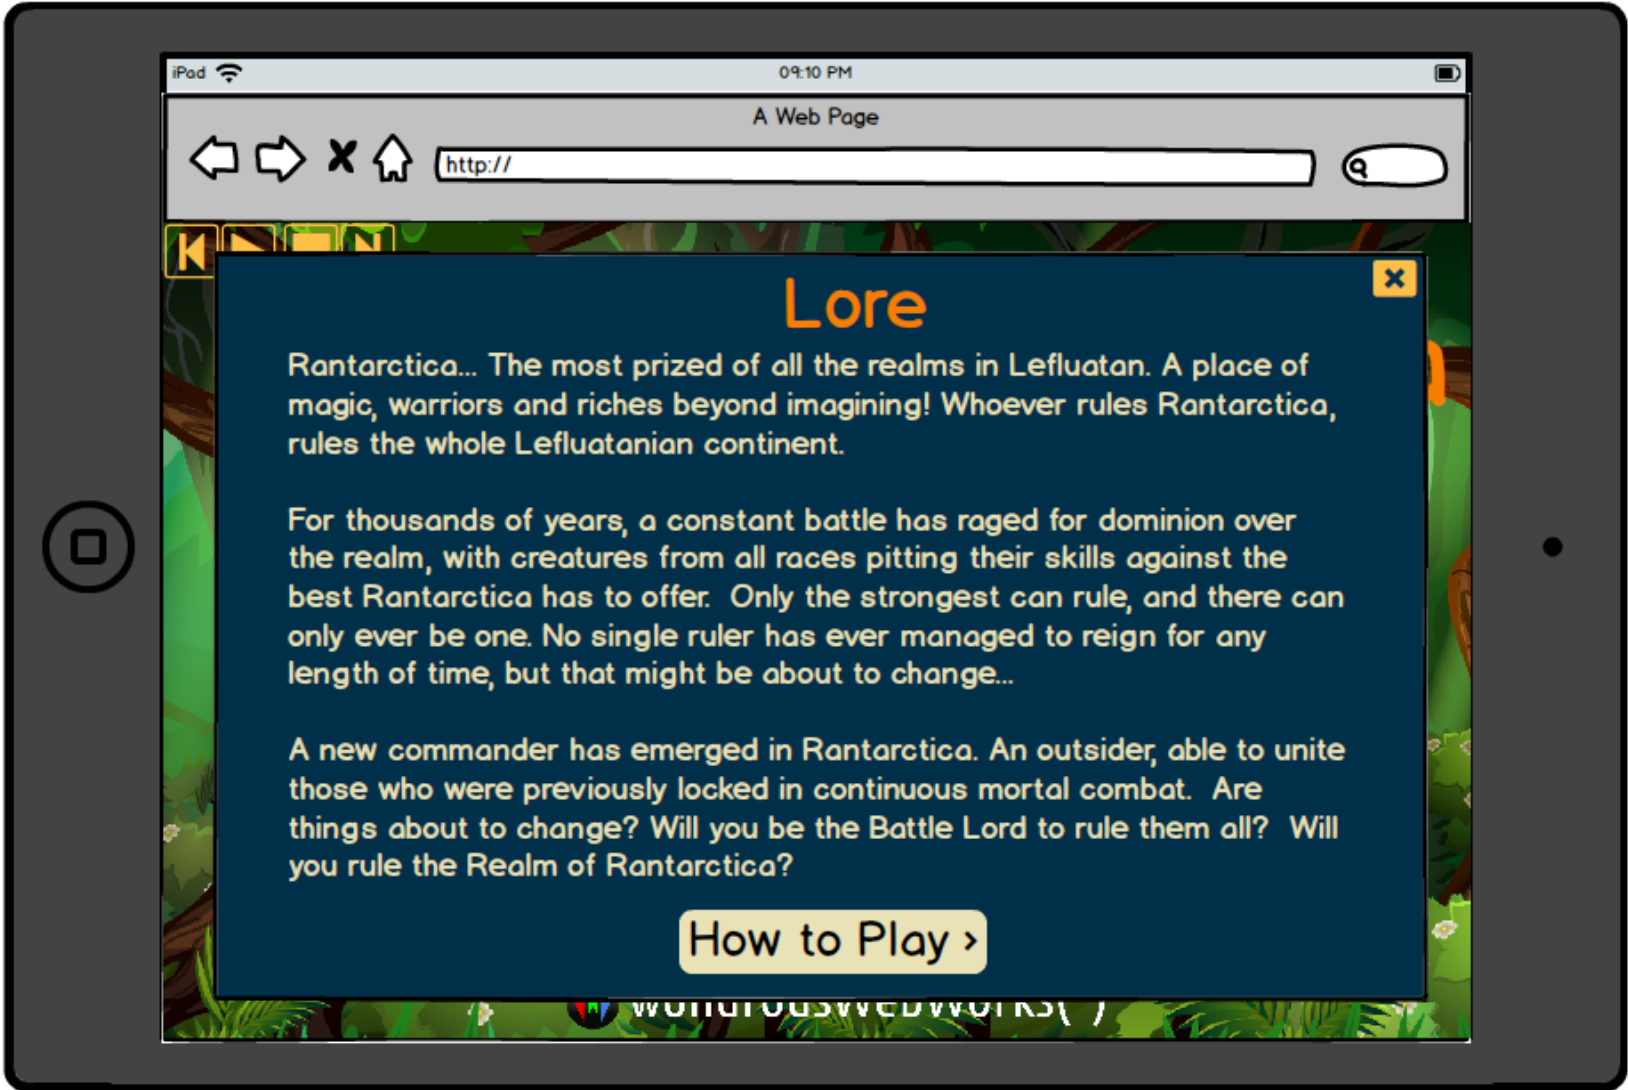 iPad
09:10 PM
A Web Page
http://
Lore
Rantarctica... The most prized of all the realms in Lefluatan. A place of
magic, warriors and riches beyond imagining! Whoever rules Rantarctica,
rules the whole Lefluatanian continent.
For thousands of years, a constant battle has raged for dominion over
the realm, with creatures from all races pitting their skills against the
best Rantarctica has to offer.  Only the strongest can rule, and there can
only ever be one. No single ruler has ever managed to reign for any
length of time, but that might be about to change...
A new commander has emerged in Rantarctica. An outsider, able to unite
those who were previously locked in continuous mortal combat.  Are
things about to change? Will you be the Battle Lord to rule them all?  Will
you rule the Realm of Rantarctica?
How to Play ›
wondrouswebworks( )